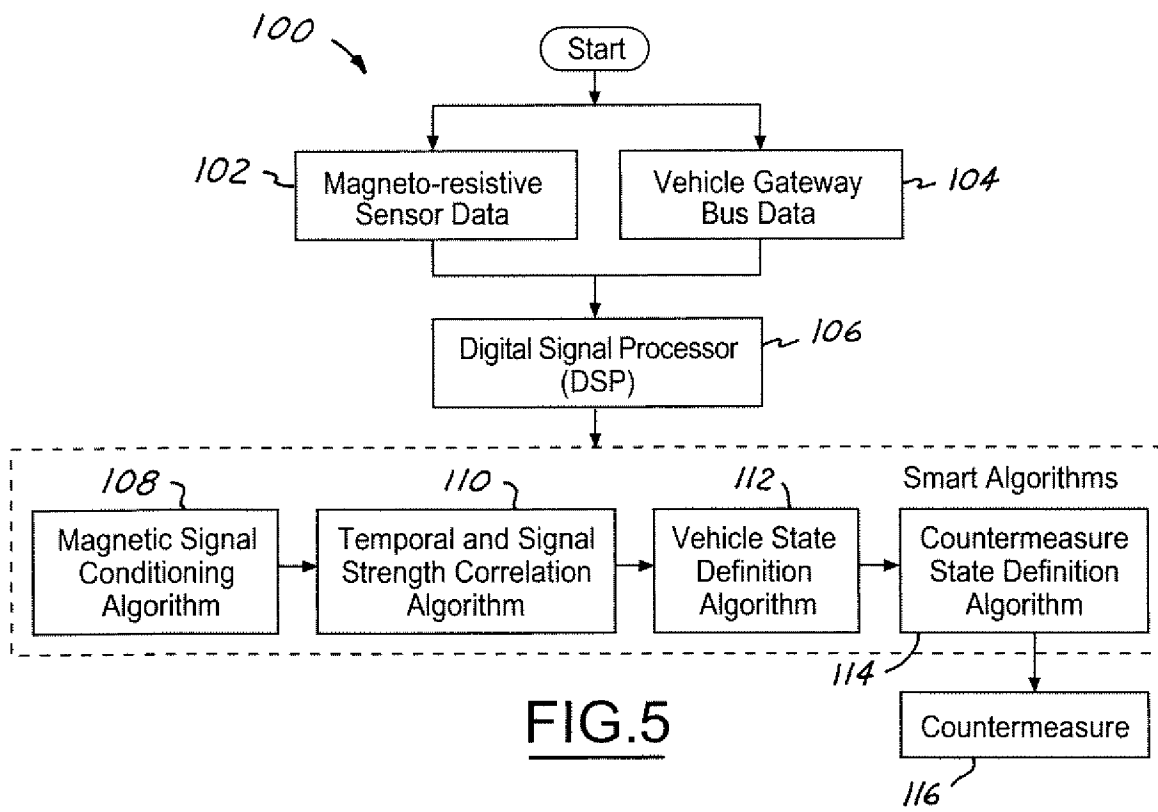 100
Start
102
Magneto-resistive
Sensor Data
Vehicle Gateway
Bus Data
104
Digital Signal Processor
(DSP)
106
108
110
112
Smart Algorithms
Magnetic Signal
Conditioning
Algorithm
Temporal and Signal
Strength Correlation
Algorithm
Vehicle State
Definition
Algorithm
Countermeasure
State Definition
Algorithm
114
Countermeasure
116
FIG.5